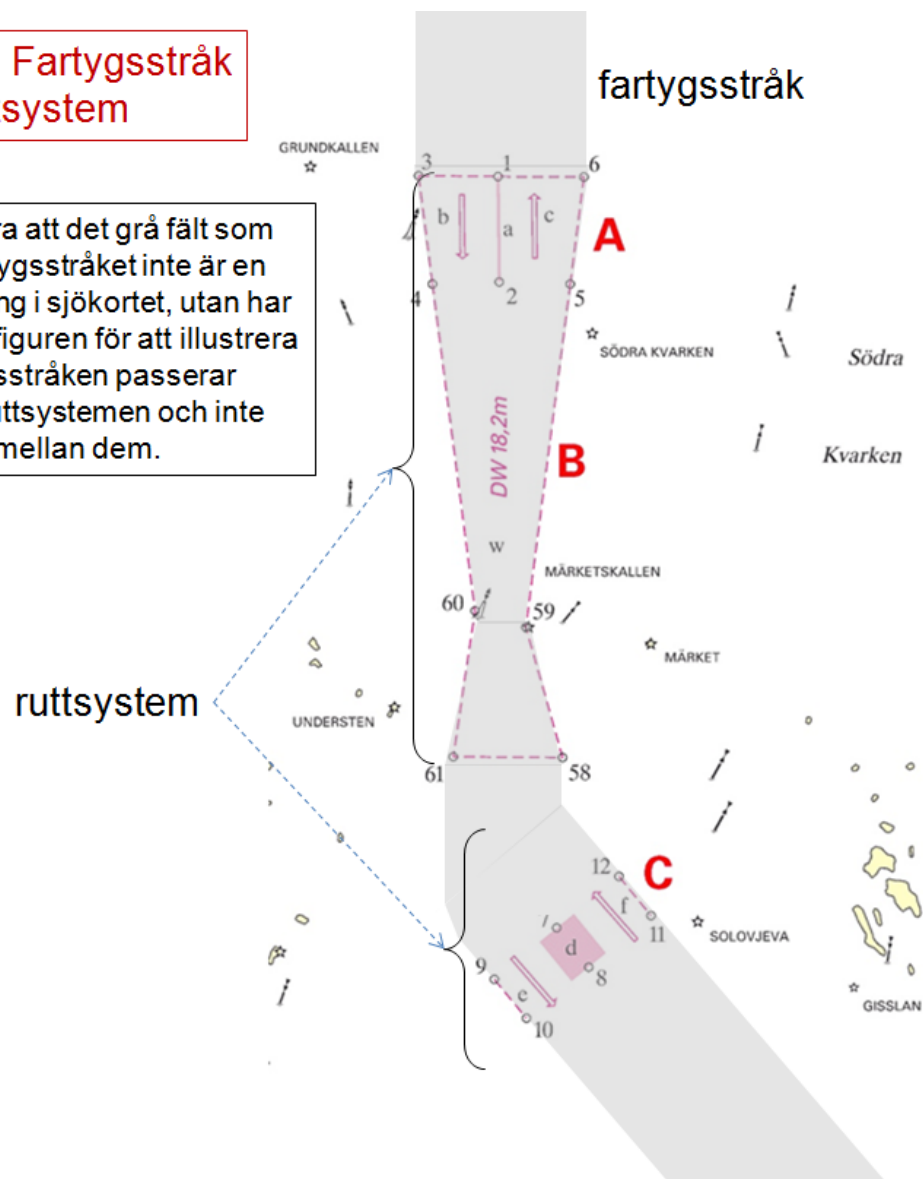 Fartygsstråk
system
fartygsstråk
GRUNDKALLEN
3
1
6
b
a
c
A
ra att det grå fält som
tygsstråket inte är en
ng i sjökortet, utan har
figuren för att illustrera
sstråken passerar
uttsystemen och inte
mellan dem.
4
2
5
SÖDRA KVARKEN
Södra
Kvarken
DW 18,2m
B
w
MÄRKETSKALLEN
60
59
MÄRKET
ruttsystem
UNDERSTEN
61
58
12
C
f
11
SOLOVJEVA
7
d
8
9
e
10
GISSLAN